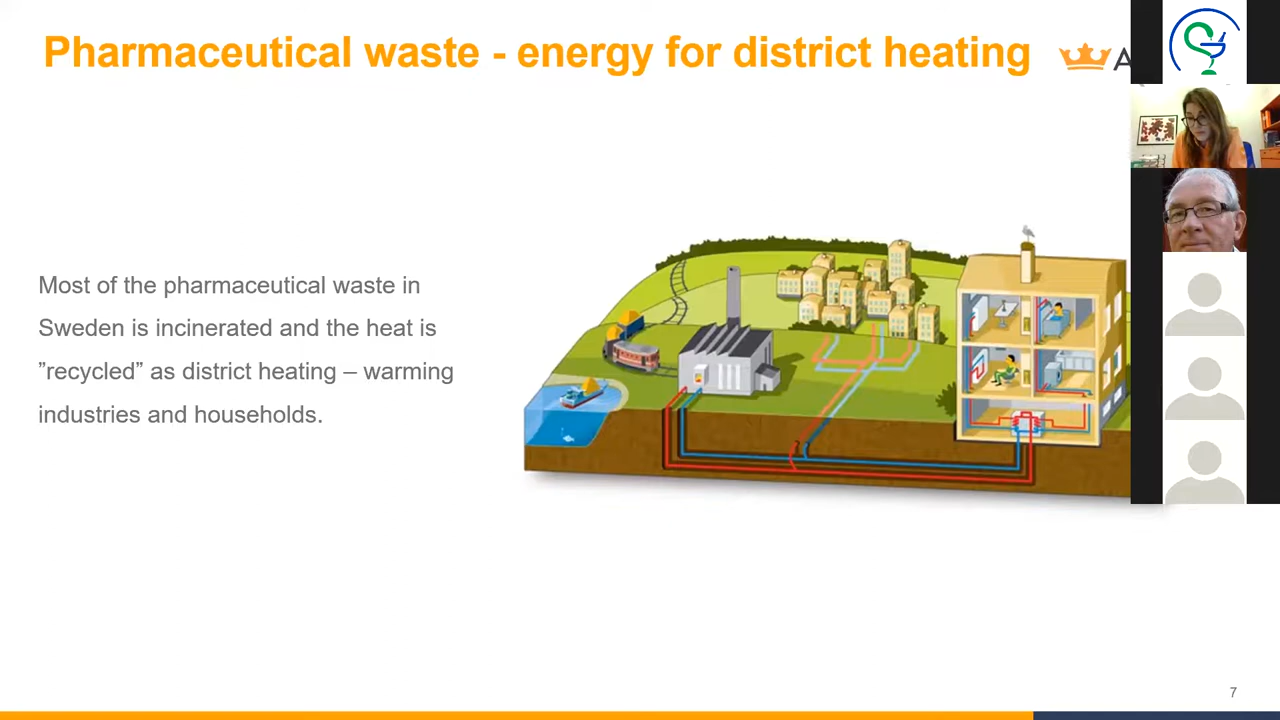 Pharmaceutical waste - energy for district heating
Most of the pharmaceutical waste in
Sweden is incinerated and the heat is
”recycled” as district heating – warming
industries and households.
7